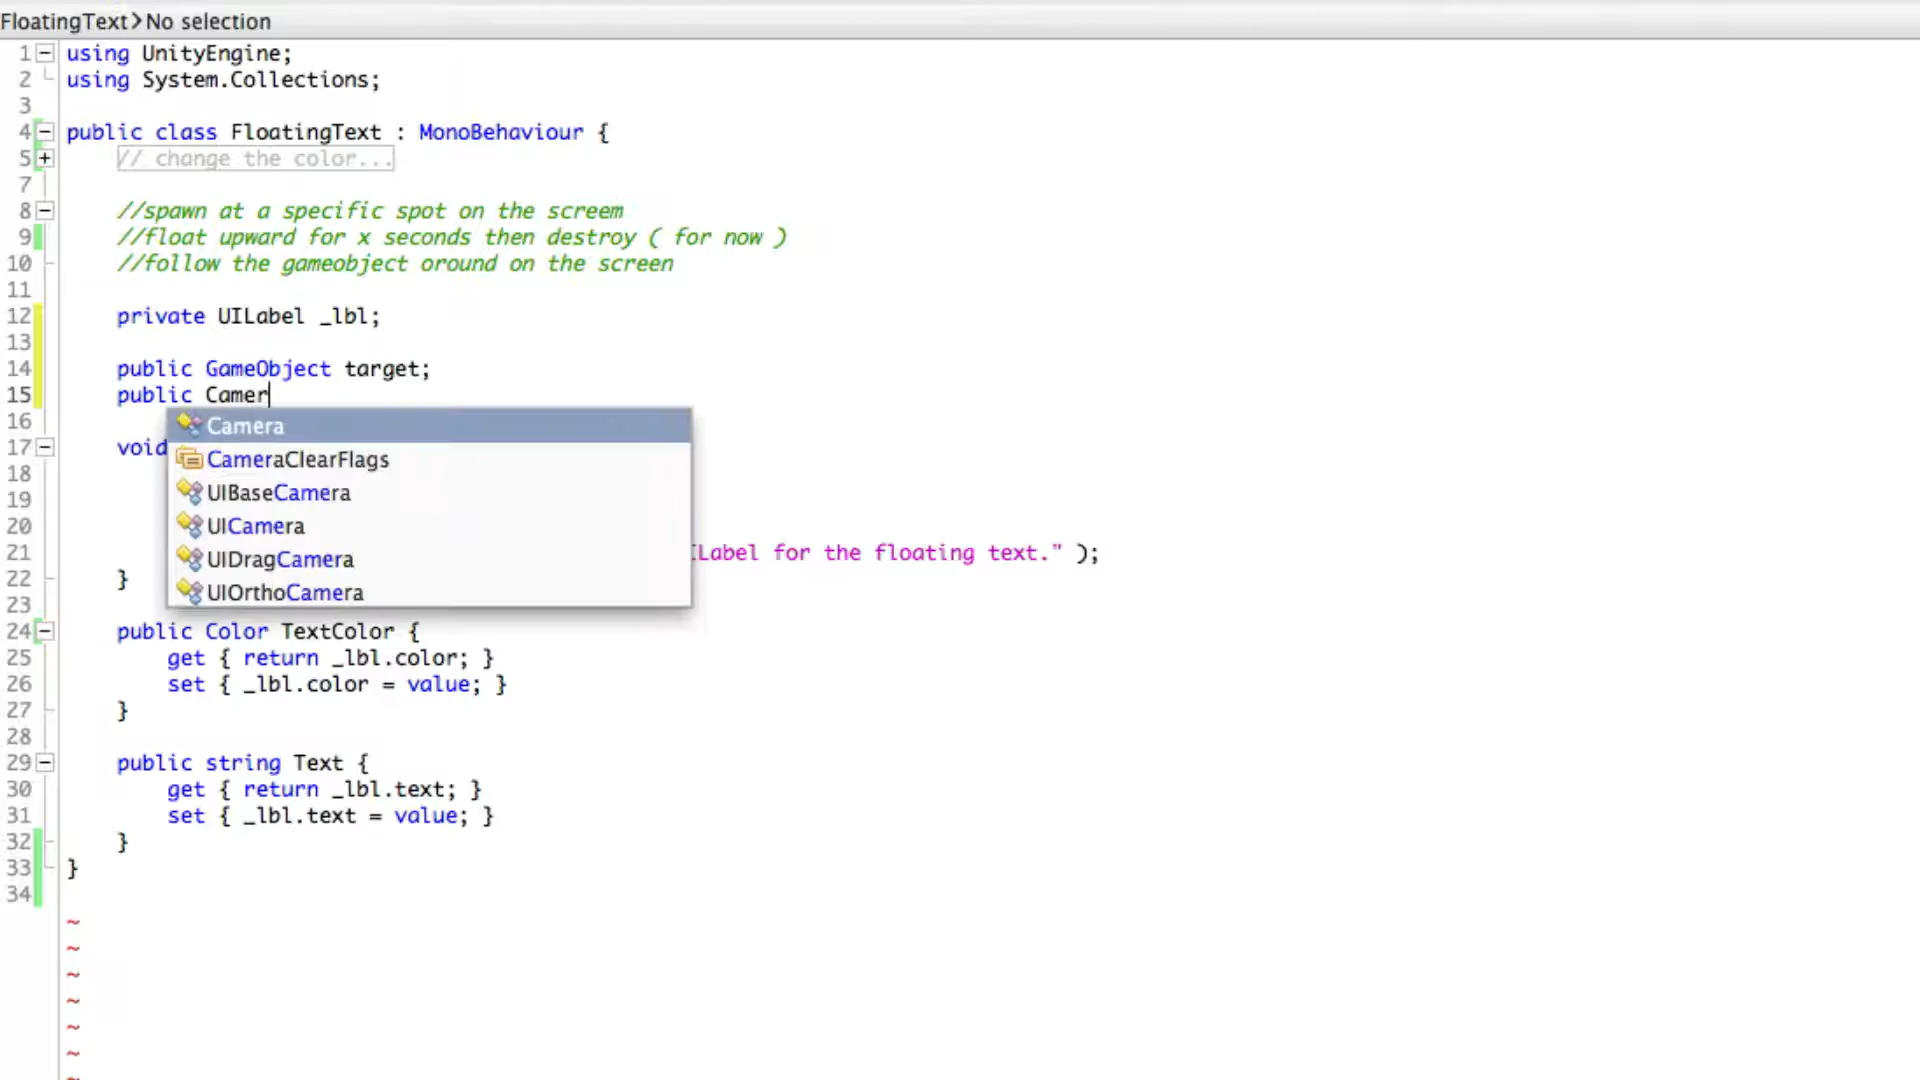 FloatingText>No selection
1 using UnityEngine;
2 using System.Collections;
3
4 public class FloatingText : MonoBehaviour {
5 // change the color...
7
8 //spawn at a specific spot on the screem
9 //float upward for x seconds then destroy ( for now )
10 //follow the gameobject oround on the screen
11
12 private UILabel _lbl;
13
14 public GameObject target;
15 public Camer
16
Camera
17 void
CameraClearFlags
18
UIBaseCamera
19
20
UICamera
21 Label for the floating text." );
UIDragCamera
22 }
UIOrthoCamera
23
24 public Color TextColor {
25 get { return _lbl.color; }
26 set { _lbl.color = value; }
27 }
28
29 public string Text {
30 get { return _lbl.text; }
31 set { _lbl.text = value; }
32 }
33 }
34
~
~
~
~
~
~